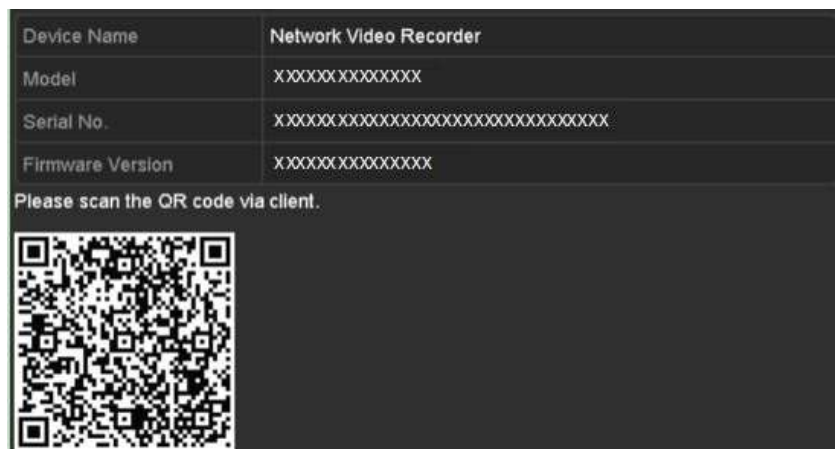 Device Name Network Video Recorder
Model XXXXXXXXXXXXXX
Serial No. XXXXXXXXXXXXXXXXXXXXXXXXXXXXXXXX
Firmware Version XXXXXXXXXXXXXXX
Please scan the QR code via client.